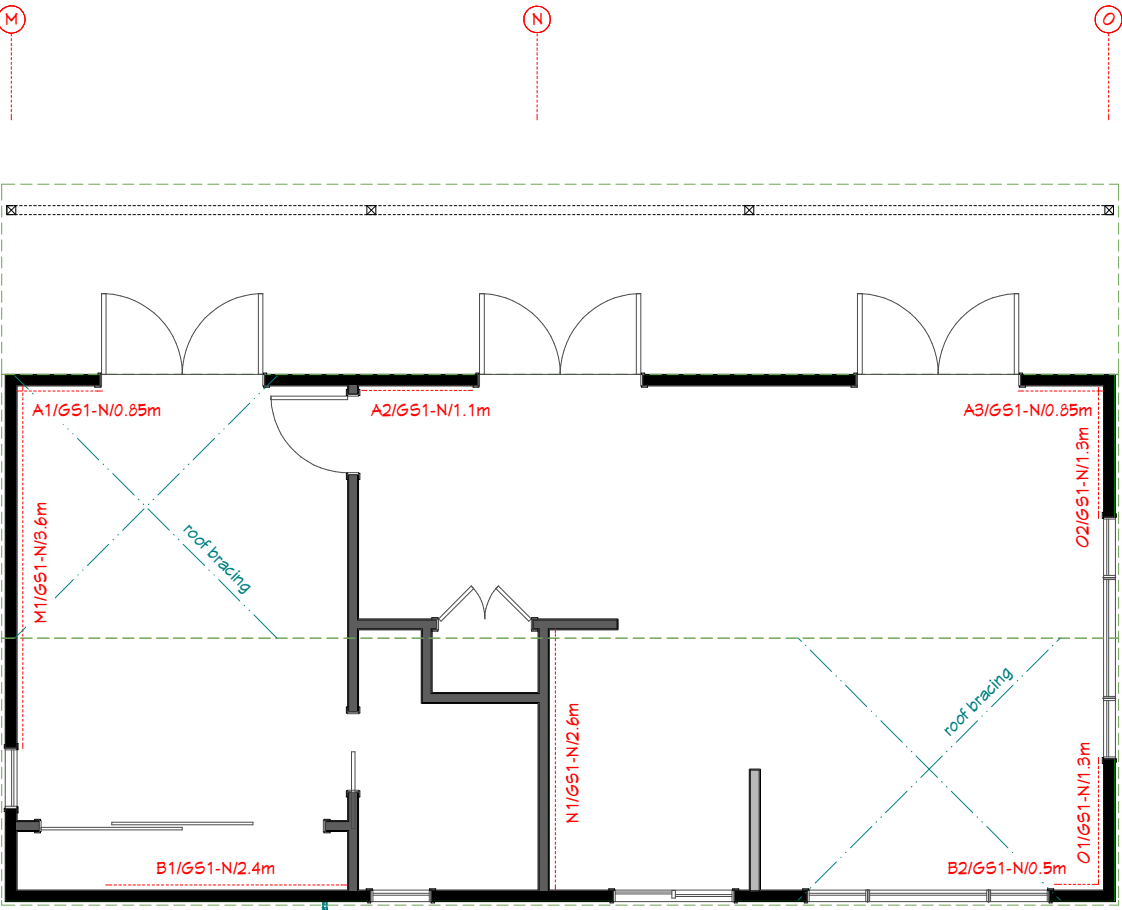 M
N
O
A1/GS1-N/0.85m
A2/GS1-N/1.1m
A3/GS1-N/0.85m
O2/GS1-N/1.3m
M1/GS1-N/3.6m
roof bracing
roof bracing
N1/GS1-N/2.6m
O1/GS1-N/1.3m
B1/GS1-N/2.4m
B2/GS1-N/0.5m